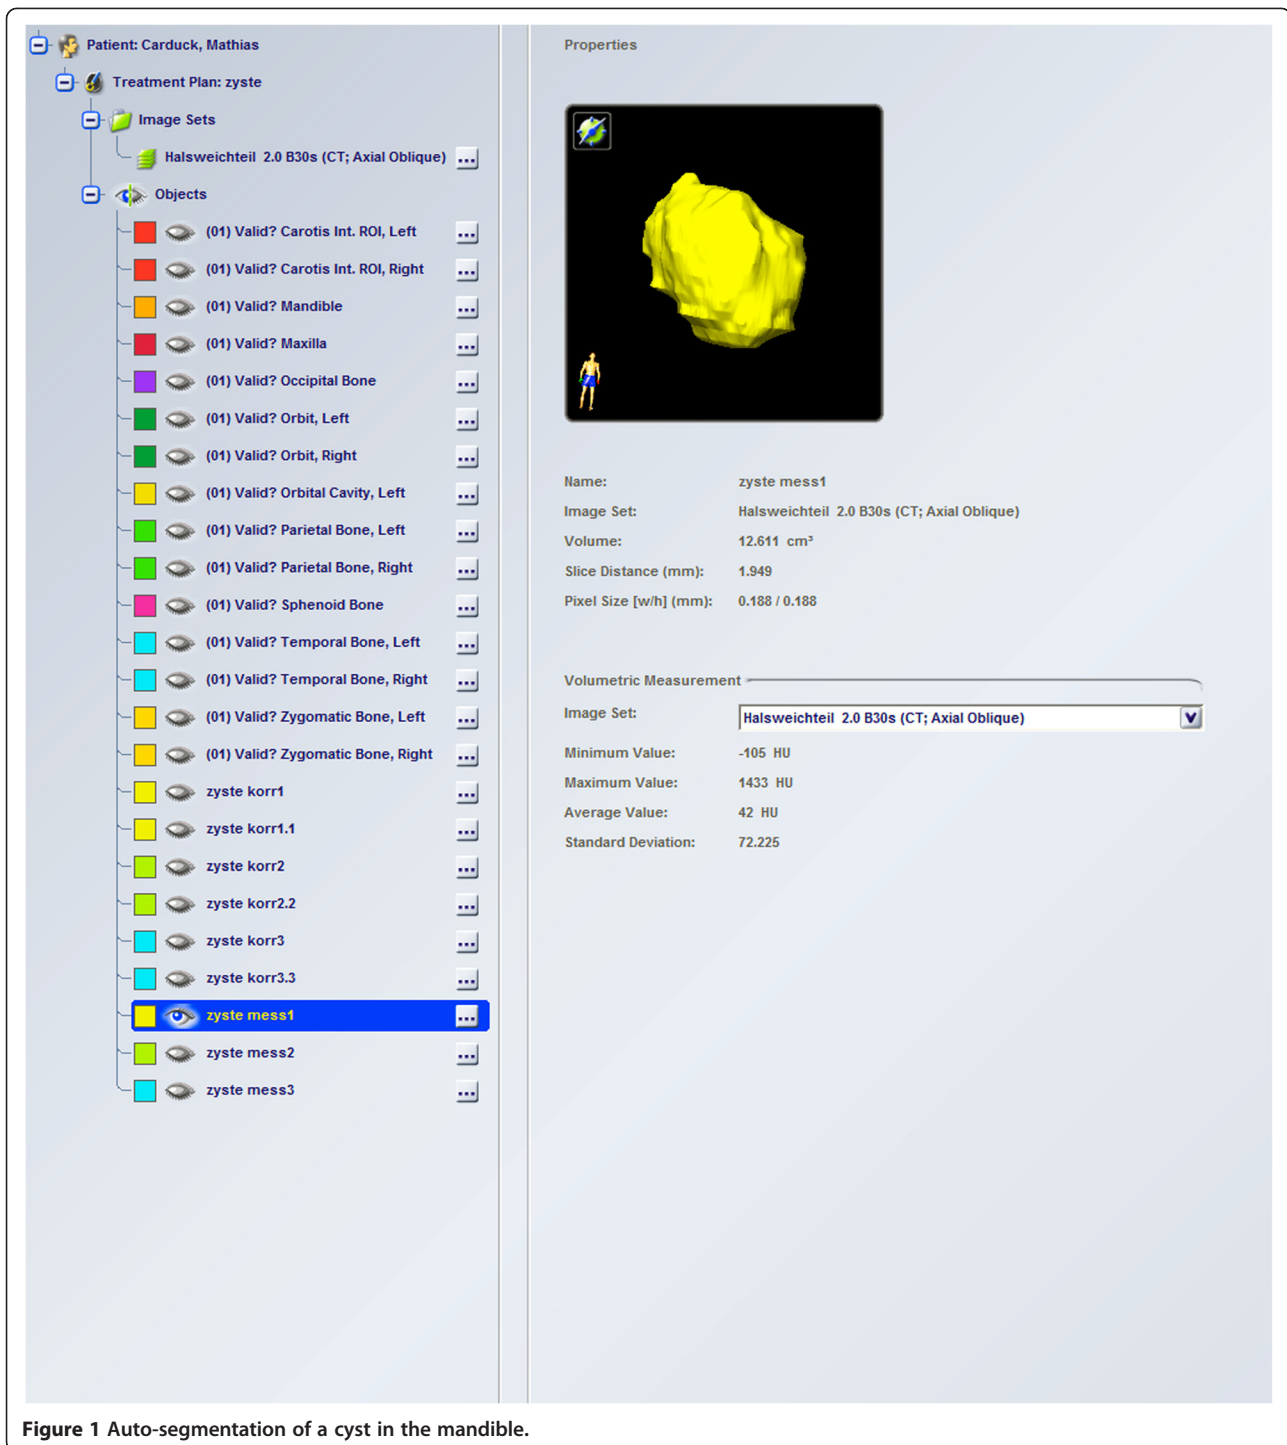 Patient: Carduck, Mathias
Treatment Plan: zyste
Image Sets
Halsweichteil 2.0 B30s (CT; Axial Oblique) ...
Objects
(01) Valid? Carotis Int. ROI, Left ...
(01) Valid? Carotis Int. ROI, Right ...
(01) Valid? Mandible ...
(01) Valid? Maxilla ...
(01) Valid? Occipital Bone ...
(01) Valid? Orbit, Left ...
(01) Valid? Orbit, Right ...
(01) Valid? Orbital Cavity, Left ...
(01) Valid? Parietal Bone, Left ...
(01) Valid? Parietal Bone, Right ...
(01) Valid? Sphenoid Bone ...
(01) Valid? Temporal Bone, Left ...
(01) Valid? Temporal Bone, Right ...
(01) Valid? Zygomatic Bone, Left ...
(01) Valid? Zygomatic Bone, Right ...
zyste korr1 ...
zyste korr1.1 ...
zyste korr2 ...
zyste korr2.2 ...
zyste korr3 ...
zyste korr3.3 ...
zyste mess1 ...
zyste mess2 ...
zyste mess3 ...
Properties
Name: zyste mess1
Image Set: Halsweichteil 2.0 B30s (CT; Axial Oblique)
Volume: 12.611 cm³
Slice Distance (mm): 1.949
Pixel Size [w/h] (mm): 0.188 / 0.188
Volumetric Measurement
Image Set: Halsweichteil 2.0 B30s (CT; Axial Oblique)
Minimum Value: -105 HU
Maximum Value: 1433 HU
Average Value: 42 HU
Standard Deviation: 72.225
Figure 1 Auto-segmentation of a cyst in the mandible.